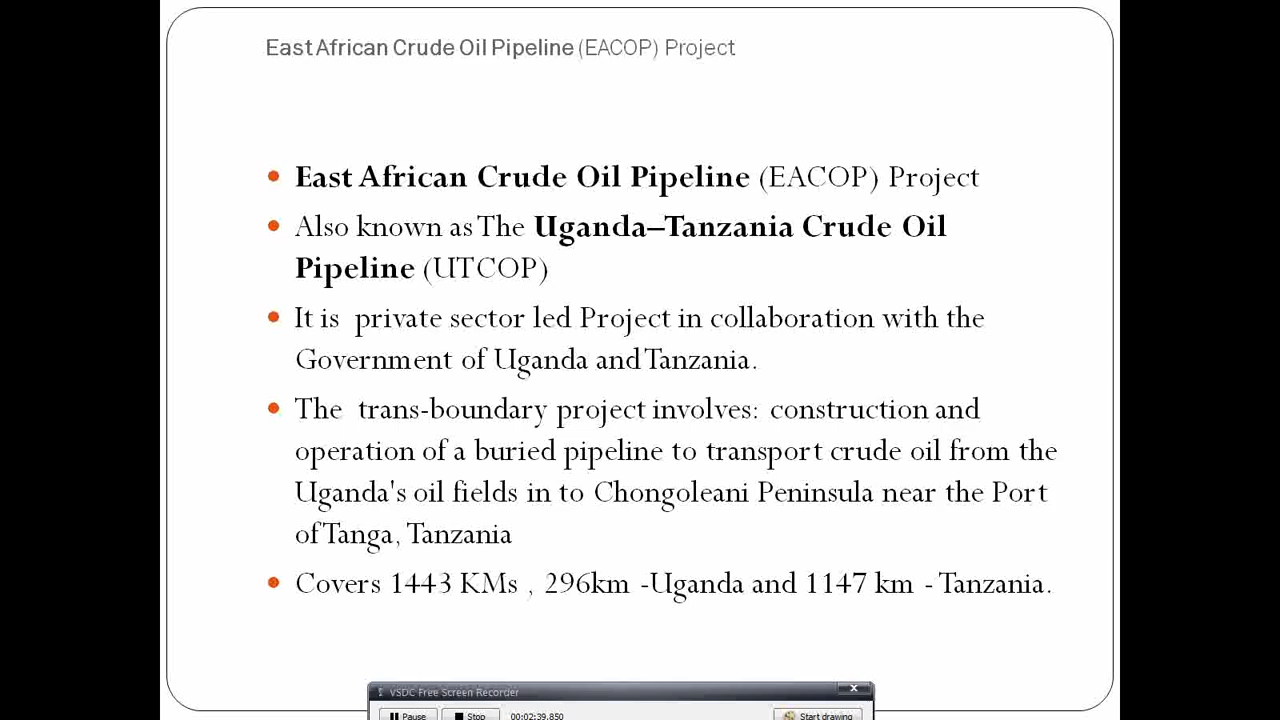 East African Crude Oil Pipeline (EACOP) Project
• East African Crude Oil Pipeline (EACOP) Project
• Also known as The Uganda–Tanzania Crude Oil
Pipeline (UTCOP)
• It is private sector led Project in collaboration with the
Government of Uganda and Tanzania.
• The trans-boundary project involves: construction and
operation of a buried pipeline to transport crude oil from the
Uganda's oil fields in to Chongoleani Peninsula near the Port
of Tanga, Tanzania
• Covers 1443 KMs , 296km -Uganda and 1147 km - Tanzania.
VSDC Free Screen Recorder
Pause Stop 00:02:39.850 Start drawing